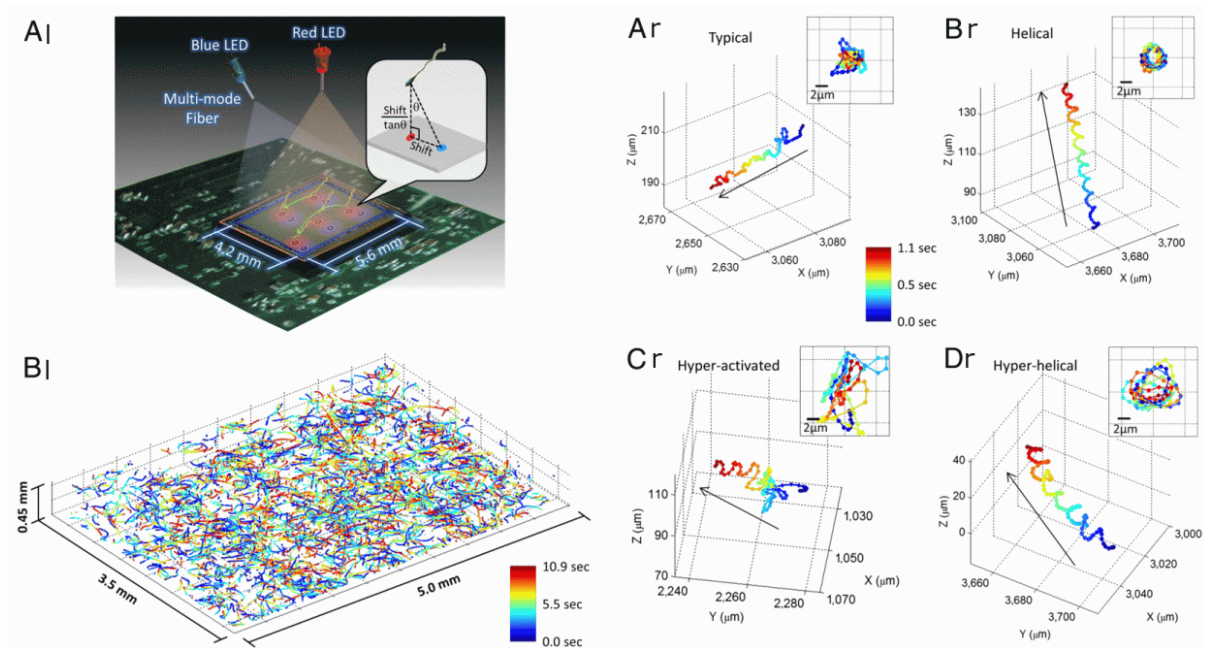 A|
Blue LED
Red LED
Multi-mode
Fiber
Shift
tanθ
θ
Shift
4.2 mm
5.6 mm
B|
0.45 mm
3.5 mm
5.0 mm
10.9 sec
5.5 sec
0.0 sec
Ar
Typical
2μm
210
190
Z (μm)
2,670
2,650
2,630
Y (μm)
3,060
3,080
X (μm)
1.1 sec
0.5 sec
0.0 sec
Br
Helical
2μm
130
110
90
Z (μm)
3,100
3,080
3,060
Y (μm)
3,660
3,680
3,700
X (μm)
Cr
Hyper-activated
2μm
110
90
70
Z (μm)
2,240
2,260
2,280
Y (μm)
1,030
1,050
1,070
X (μm)
Dr
Hyper-helical
2μm
40
20
0
Z (μm)
3,660
3,680
3,700
Y (μm)
3,000
3,020
3,040
X (μm)